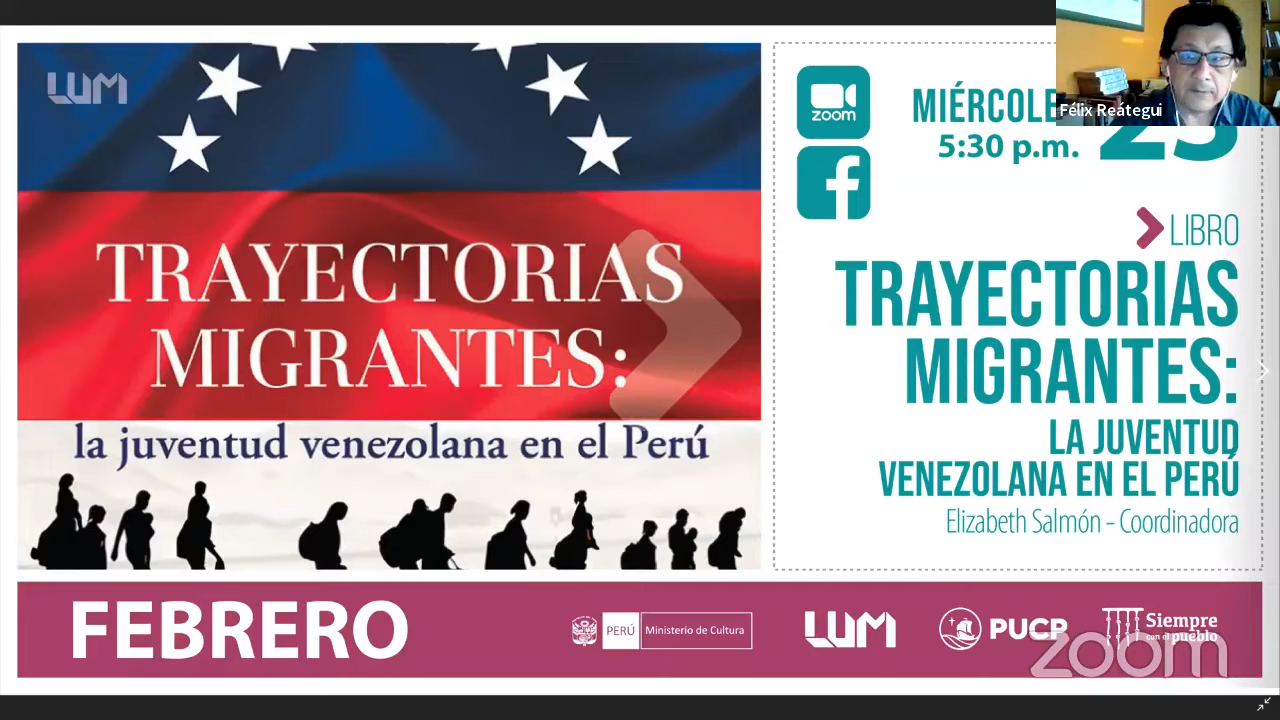 LUM
TRAYECTORIAS
MIGRANTES:
la juventud venezolana en el Perú
zoom
5:30 p.m.
Félix Reátegui
LIBRO
TRAYECTORIAS
MIGRANTES:
LA JUVENTUD
VENEZOLANA EN EL PERÚ
Elizabeth Salmón - Coordinadora
FEBRERO
PERÚ Ministerio de Cultura
LUM
PUCP
Siempre
con el pueblo
zoom